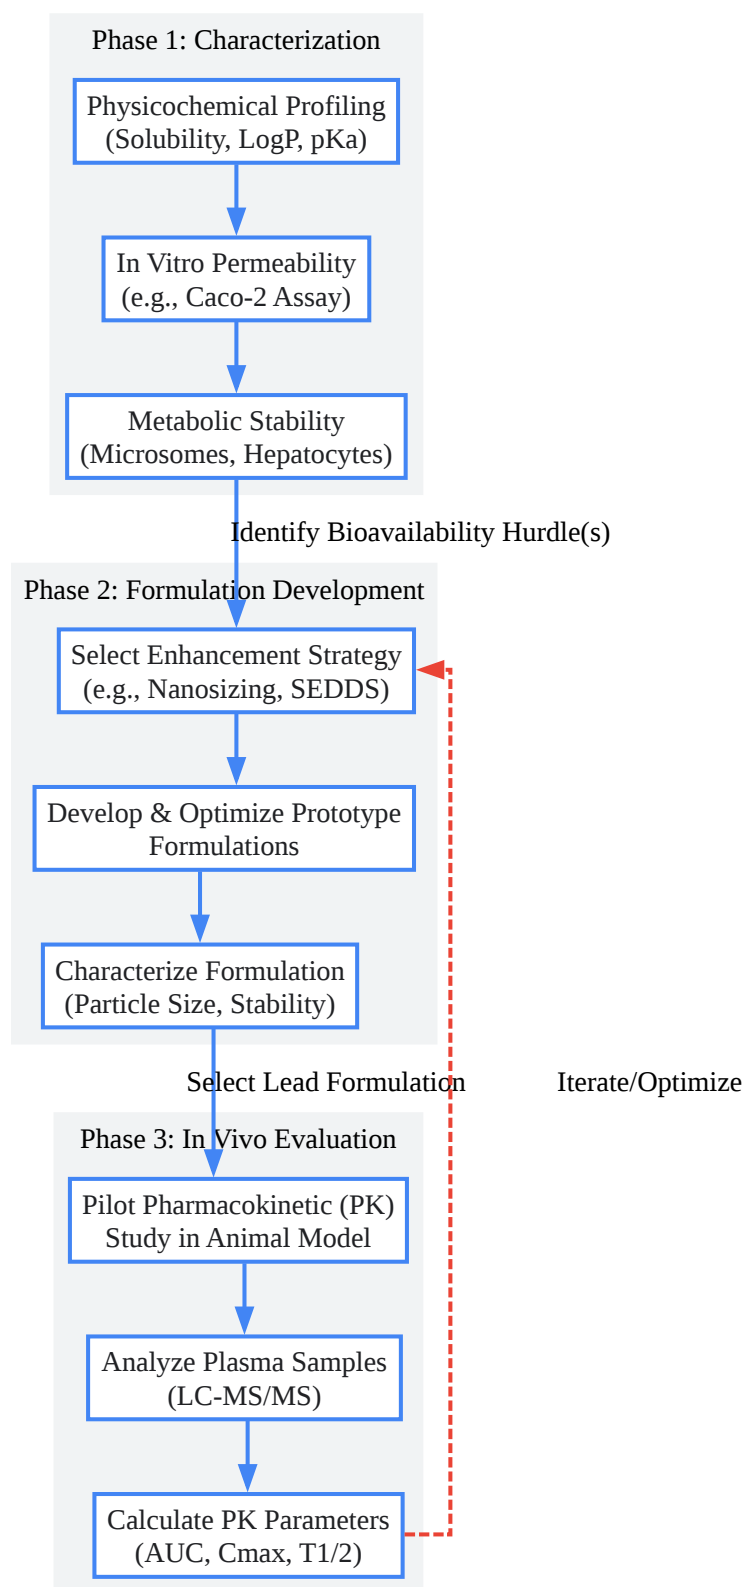 Phase 1: Characterization
Physicochemical Profiling
(Solubility, LogP, pKa)
In Vitro Permeability
(e.g., Caco-2 Assay)
Metabolic Stability
(Microsomes, Hepatocytes)
Identify Bioavailability Hurdle(s)
Phase 2: Formulation Development
Select Enhancement Strategy
(e.g., Nanosizing, SEDDS)
Develop & Optimize Prototype
Formulations
Characterize Formulation
(Particle Size, Stability)
Select Lead Formulation
Iterate/Optimize
Phase 3: In Vivo Evaluation
Pilot Pharmacokinetic (PK)
Study in Animal Model
Analyze Plasma Samples
(LC-MS/MS)
Calculate PK Parameters
(AUC, Cmax, T1/2)